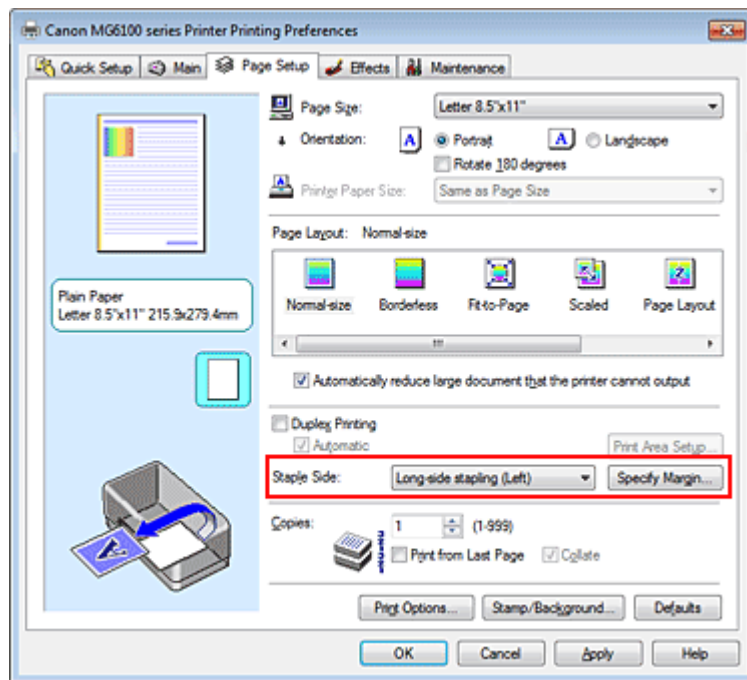 Canon MG6100 series Printer Printing Preferences
Quick Setup Main Page Setup Effects Maintenance
Page Size: Letter 8.5"x11"
Orientation: A Portrait A Landscape
Rotate 180 degrees
Printer Paper Size: Same as Page Size
Page Layout: Normal-size
Normal-size Borderless Fit-to-Page Scaled Page Layout
Plain Paper
Letter 8.5"x11" 215.9x279.4mm
Automatically reduce large document that the printer cannot output
Duplex Printing
Automatic Print Area Setup...
Staple Side: Long-side stapling (Left) Specify Margin...
Copies: 1 (1-999)
Print from Last Page Collate
Print Options... Stamp/Background... Defaults
OK Cancel Apply Help